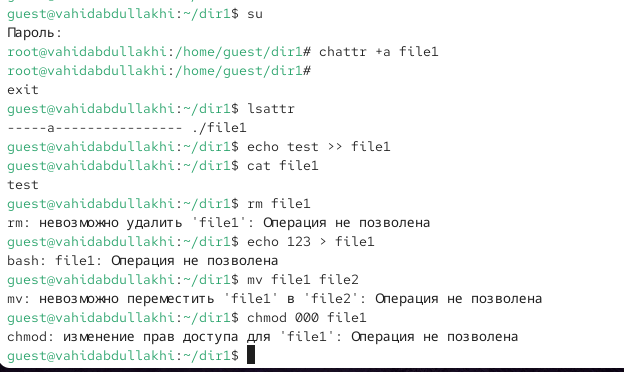 guest@vahidabdullakhi:~/dir1$ su
Пароль:
root@vahidabdullakhi:/home/guest/dir1# chattr +a file1
root@vahidabdullakhi:/home/guest/dir1#
exit
guest@vahidabdullakhi:~/dir1$ lsattr
-----a---------------- ./file1
guest@vahidabdullakhi:~/dir1$ echo test >> file1
guest@vahidabdullakhi:~/dir1$ cat file1
test
guest@vahidabdullakhi:~/dir1$ rm file1
rm: невозможно удалить 'file1': Операция не позволена
guest@vahidabdullakhi:~/dir1$ echo 123 > file1
bash: file1: Операция не позволена
guest@vahidabdullakhi:~/dir1$ mv file1 file2
mv: невозможно переместить 'file1' в 'file2': Операция не позволена
guest@vahidabdullakhi:~/dir1$ chmod 000 file1
chmod: изменение прав доступа для 'file1': Операция не позволена
guest@vahidabdullakhi:~/dir1$